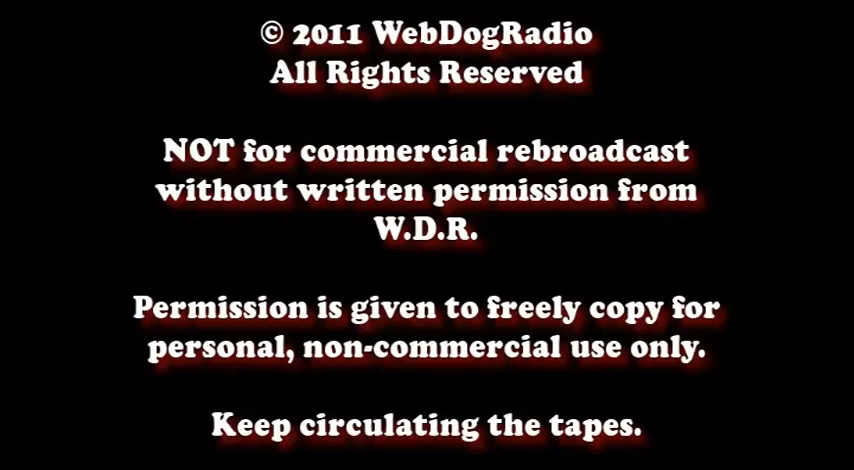 © 2011 WebDogRadio
All Rights Reserved
NOT for commercial rebroadcast
without written permission from
W.D.R.
Permission is given to freely copy for
personal, non-commercial use only.
Keep circulating the tapes.